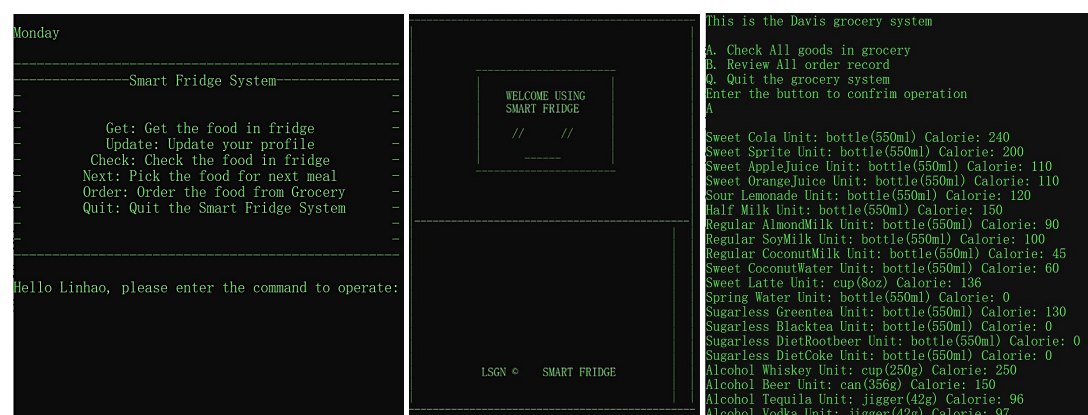 Monday
Smart Fridge System
Get: Get the food in fridge
Update: Update your profile
Check: Check the food in fridge
Next: Pick the food for next meal
Order: Order the food from Grocery
Quit: Quit the Smart Fridge System
Hello Linhao, please enter the command to operate:
WELCOME USING
SMART FRIDGE
// //
LSGN © SMART FRIDGE
This is the Davis grocery system
A. Check All goods in grocery
B. Review All order record
Q. Quit the grocery system
Enter the button to confrim operation
A
Sweet Cola Unit: bottle(550ml) Calorie: 240
Sweet Sprite Unit: bottle(550ml) Calorie: 200
Sweet AppleJuice Unit: bottle(550ml) Calorie: 110
Sweet OrangeJuice Unit: bottle(550ml) Calorie: 110
Sour Lemonade Unit: bottle(550ml) Calorie: 120
Half Milk Unit: bottle(550ml) Calorie: 150
Regular AlmondMilk Unit: bottle(550ml) Calorie: 90
Regular SoyMilk Unit: bottle(550ml) Calorie: 100
Regular CoconutMilk Unit: bottle(550ml) Calorie: 45
Sweet CoconutWater Unit: bottle(550ml) Calorie: 60
Sweet Latte Unit: cup(8oz) Calorie: 136
Spring Water Unit: bottle(550ml) Calorie: 0
Sugarless Greentea Unit: bottle(550ml) Calorie: 130
Sugarless Blacktea Unit: bottle(550ml) Calorie: 0
Sugarless DietRootbeer Unit: bottle(550ml) Calorie: 0
Sugarless DietCoke Unit: bottle(550ml) Calorie: 0
Alcohol Whiskey Unit: cup(250g) Calorie: 250
Alcohol Beer Unit: can(356g) Calorie: 150
Alcohol Tequila Unit: jigger(42g) Calorie: 96
Alcohol Vodka Unit: jigger(42g) Calorie: 97